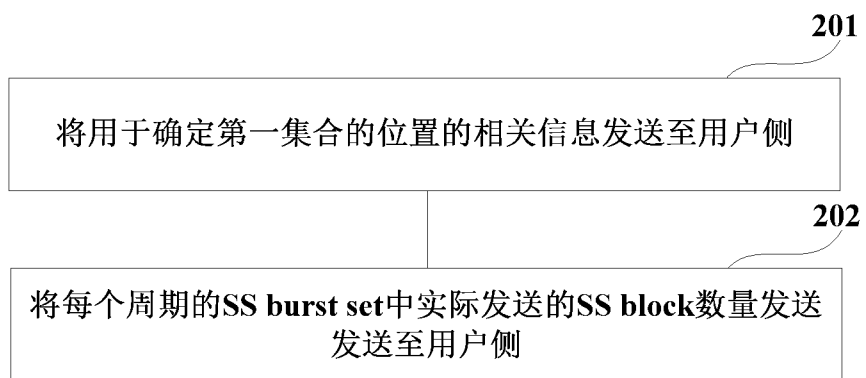 201
将用于确定第一集合的位置的相关信息发送至用户侧
202
将每个周期的SS burst set中实际发送的SS block数量发送
发送至用户侧